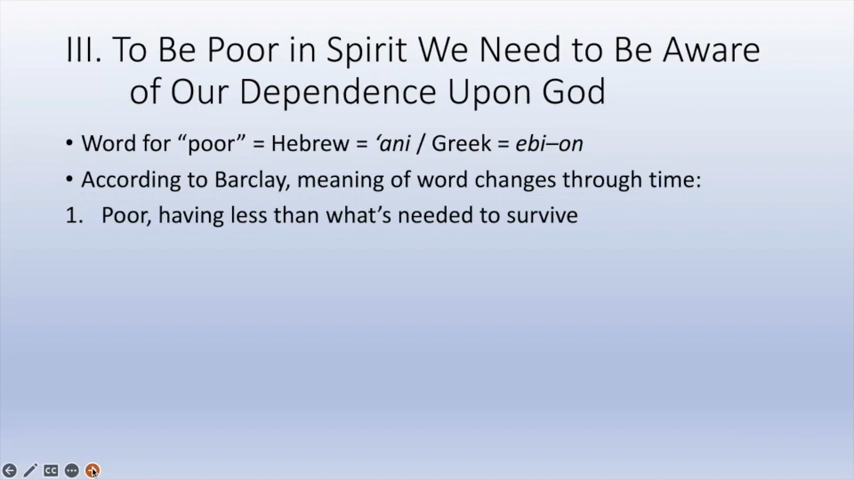 III. To Be Poor in Spirit We Need to Be Aware
of Our Dependence Upon God
• Word for “poor” = Hebrew = ‘ani / Greek = ebi–on
• According to Barclay, meaning of word changes through time:
1. Poor, having less than what’s needed to survive
CC